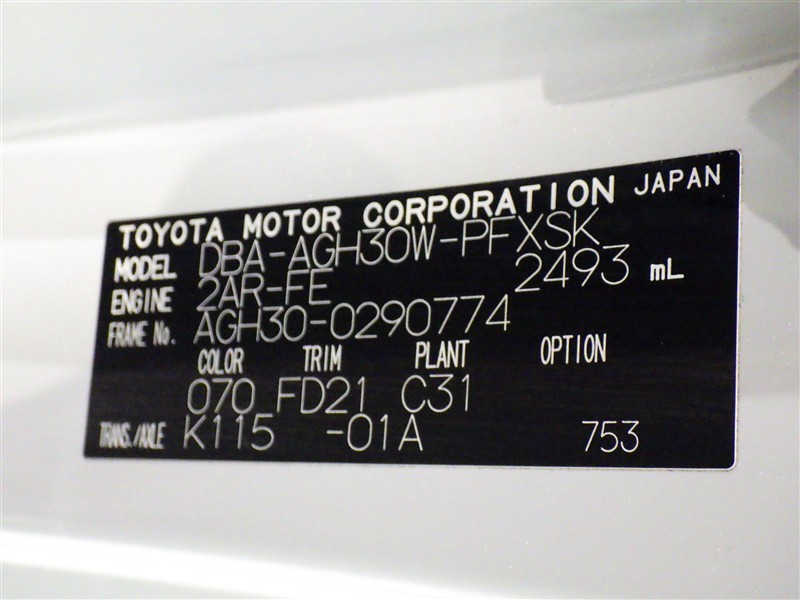 TOYOTA MOTOR CORPORATION JAPAN
MODEL DBA-AGH30W-PFXSK
ENGINE 2AR-FE 2493 mL
FRAME No. AGH30-0290774
COLOR TRIM PLANT OPTION
070 FD21 C31
TRANS./AXLE K115 -01A 753